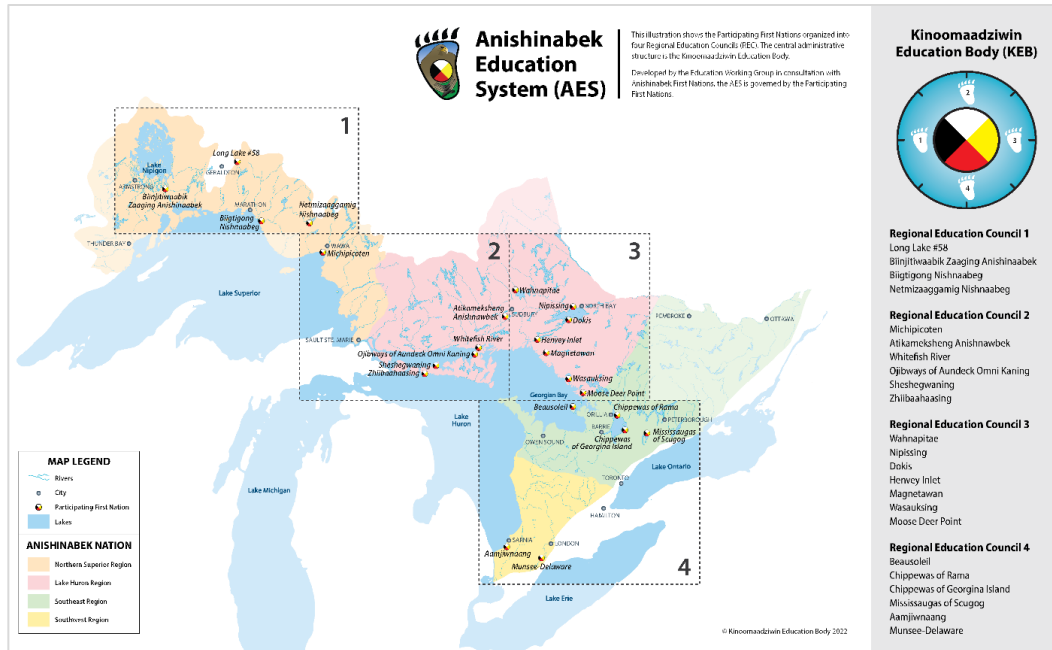 Anishinabek
Education
System (AES)
This illustration shows the Participating First Nations organized into
four Regional Education Councils (REC). The central administrative
structure is the Kinoomaadziwin Education Body.
Developed by the Education Working Group in consultation with
Anishinabek First Nations, the AES is governed by the Participating
First Nations.
1
Long Lake #58
GERALDTON
Lake
Nipigon
ARMSTRONG
Biinjitiwaabik
Zaaging Anishinaabek
MARATHON
Biigtigong
Nishnaabeg
Netmizaaggamig
Nishnaabeg
THUNDER BAY
WAWA
Michipicoten
2
3
Lake Superior
Wahnapitae
Atikameksheng
Anishnawbek
SUDBURY
Nipissing
NORTH BAY
Dokis
PEMBROKE
OTTAWA
SAULT STE. MARIE
Whitefish River
Ojibways of Aundeck Omni Kaning
Sheshegwaning
Zhiibaahaasing
Henvey Inlet
Magnetawan
Wasauksing
Moose Deer Point
Georgian Bay
Beausoleil
Lake
Huron
ORILLIA
Chippewas of Rama
BARRIE
PETERBOROUGH
OWEN SOUND
Chippewas
of Georgina Island
Mississaugas
of Scugog
Lake Ontario
TORONTO
Lake Michigan
HAMILTON
SARNIA
LONDON
Aamjiwnaang
Munsee-Delaware
4
Lake Erie
MAP LEGEND
Rivers
City
Participating First Nation
Lakes
ANISHINABEK NATION
Northern Superior Region
Lake Huron Region
Southeast Region
Southwest Region
© Kinoomaadziwin Education Body 2022
Kinoomaadziwin
Education Body (KEB)
2
1
3
4
Regional Education Council 1
Long Lake #58
Biinjitiwaabik Zaaging Anishinaabek
Biigtigong Nishnaabeg
Netmizaaggamig Nishnaabeg
Regional Education Council 2
Michipicoten
Atikameksheng Anishnawbek
Whitefish River
Ojibways of Aundeck Omni Kaning
Sheshegwaning
Zhiibaahaasing
Regional Education Council 3
Wahnapitae
Nipissing
Dokis
Henvey Inlet
Magnetawan
Wasauksing
Moose Deer Point
Regional Education Council 4
Beausoleil
Chippewas of Rama
Chippewas of Georgina Island
Mississaugas of Scugog
Aamjiwnaang
Munsee-Delaware